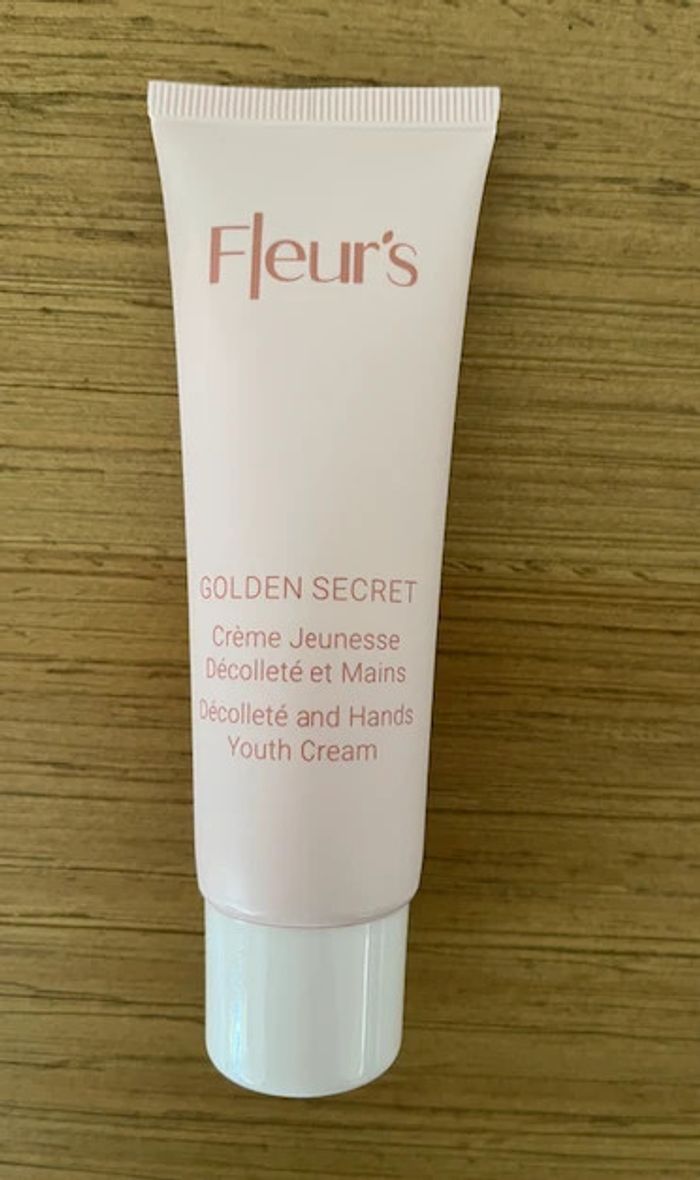 Fleur's
GOLDEN SECRET
Crème Jeunesse
Décolleté et Mains
Décolleté and Hands
Youth Cream